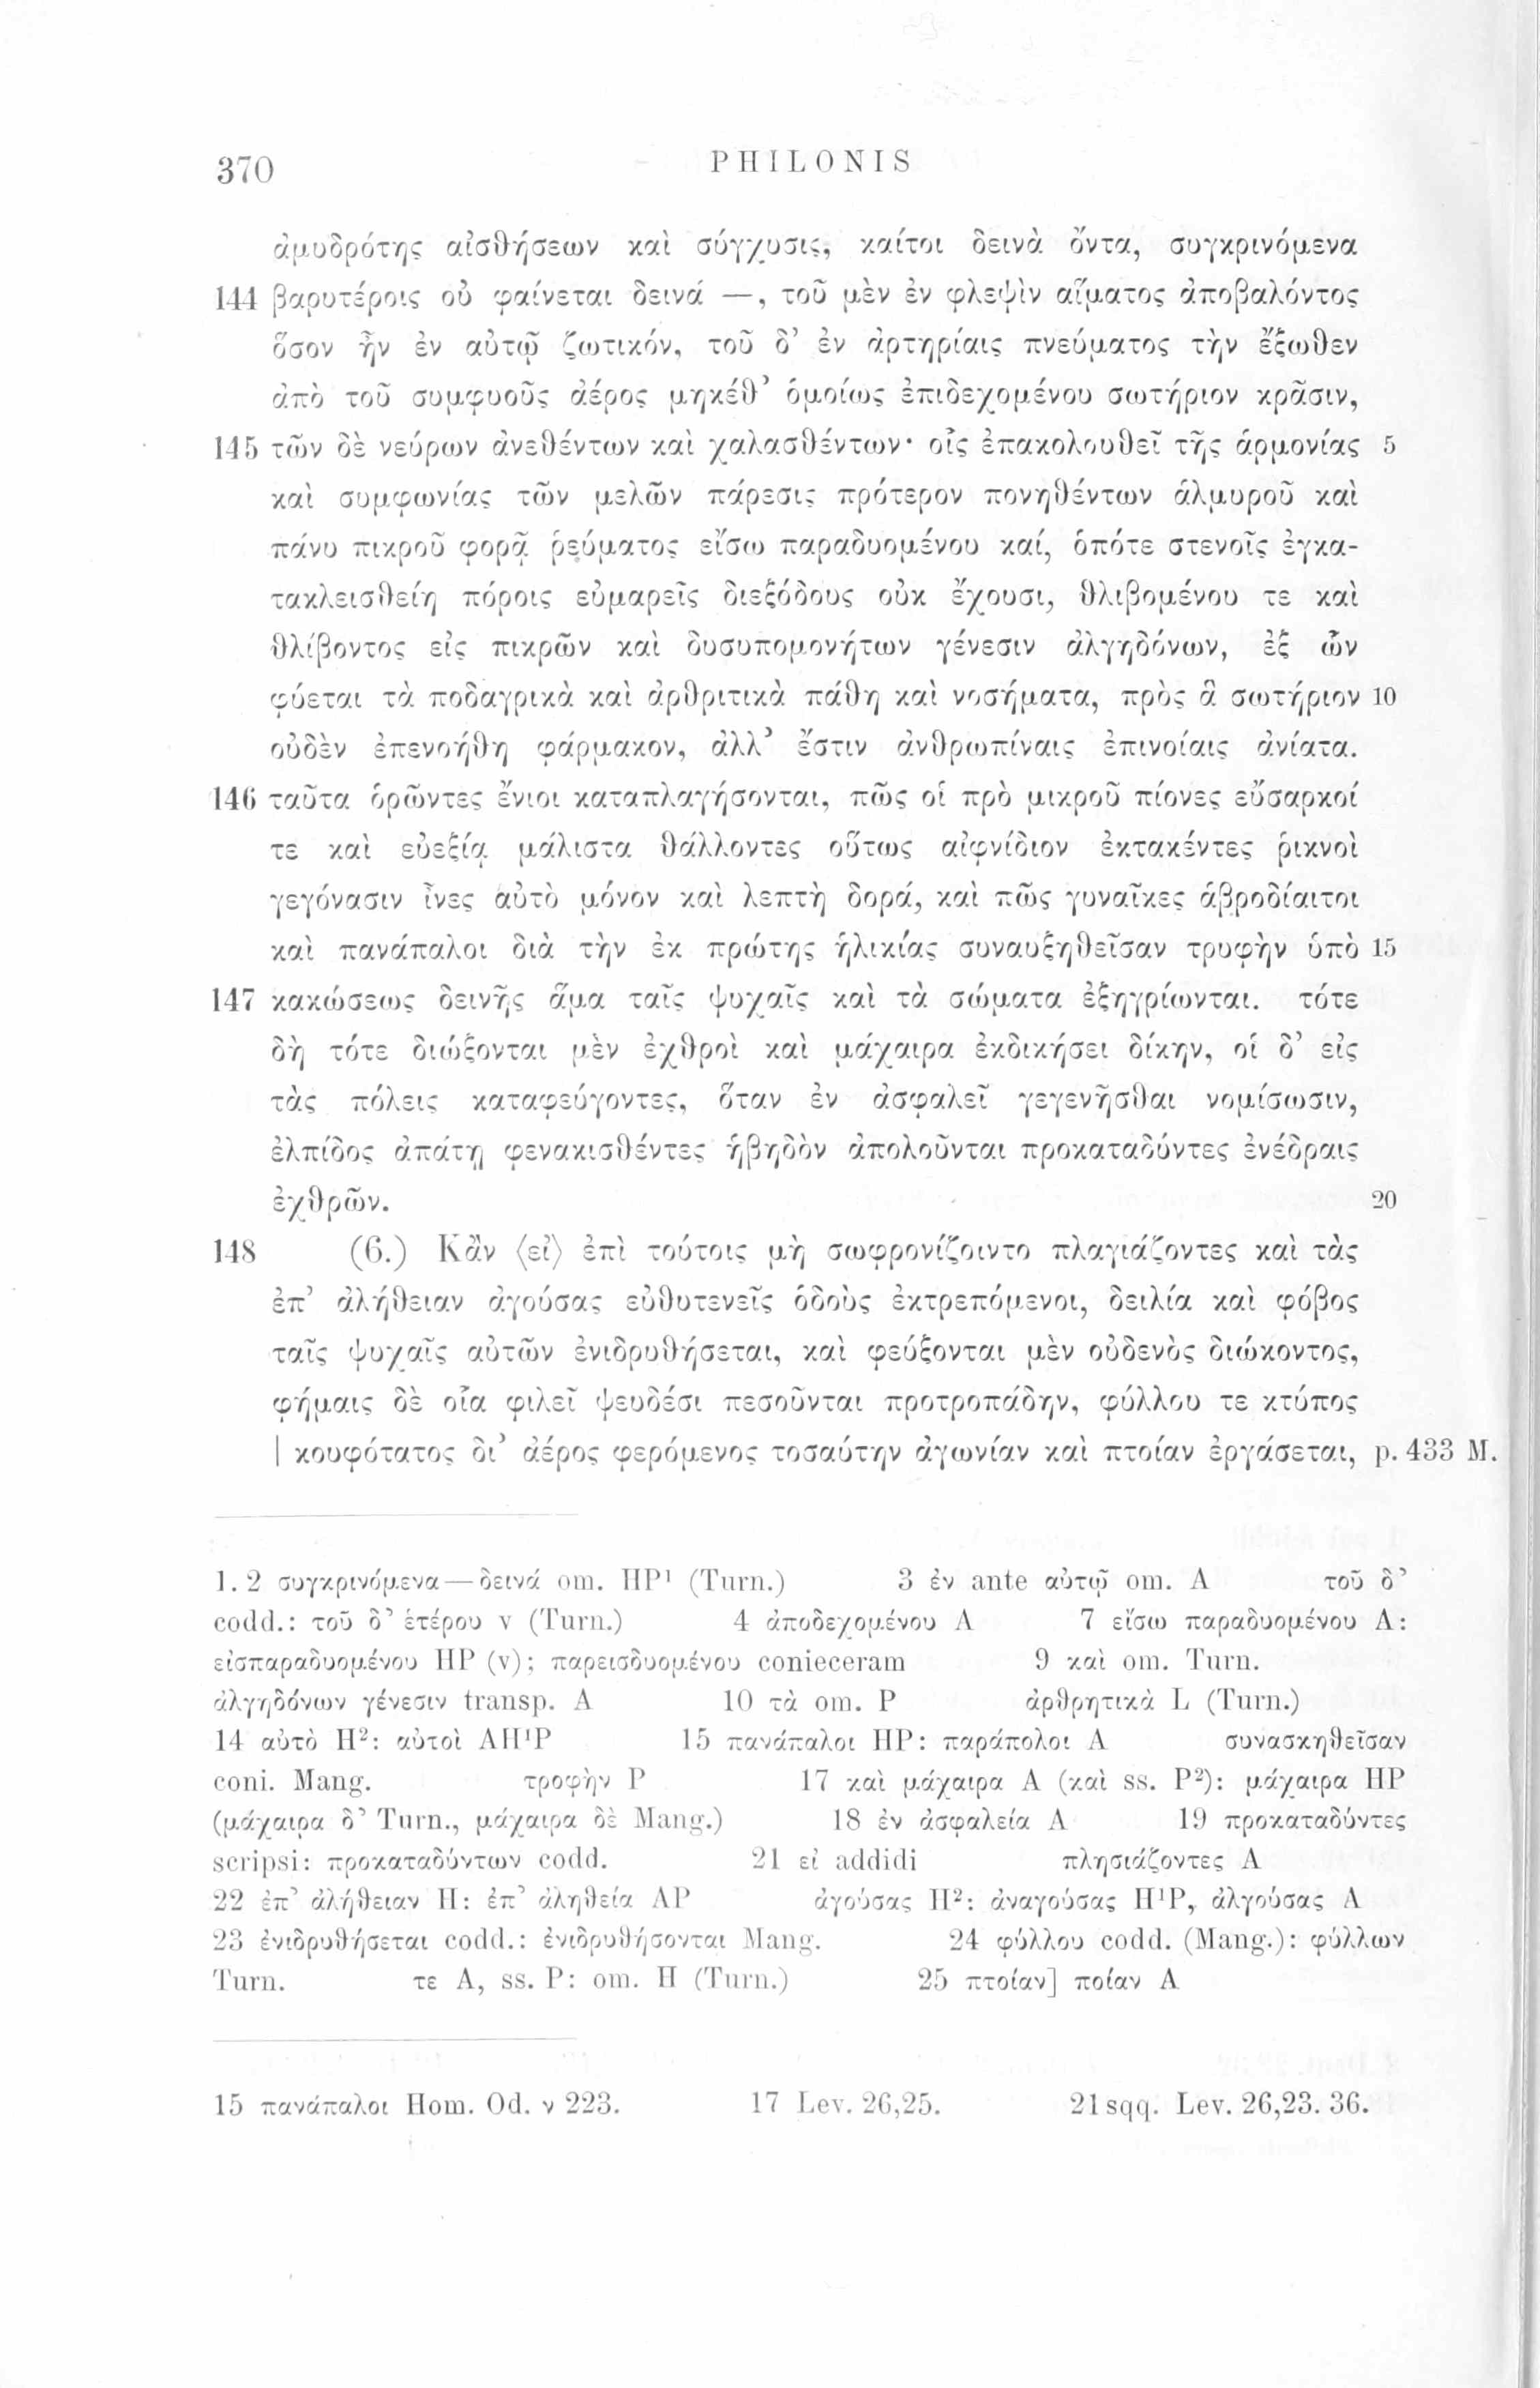 370 PHILONIS
ἀμυδρότης αἰσθήσεων καὶ σύγχυσις, καίτοι δεινὰ ὄντα, συγκρινόμενα
144 βαρυτέροις οὐ φαίνεται δεινά —, τοῦ μὲν ἐν φλεψὶν αἵματος ἀποβαλόντος
ὅσον ἦν ἐν αὐτῷ ζωτικόν, τοῦ δ’ ἐν ἀρτηρίαις πνεύματος τὴν ἔξωθεν
ἀπὸ τοῦ συμφυοῦς ἀέρος μηκέθ’ ὁμοίως ἐπιδεχομένου σωτήριον κρᾶσιν,
145 τῶν δὲ νεύρων ἀνεθέντων καὶ χαλασθέντων· οἷς ἐπακολουθεῖ τῆς ἁρμονίας 5
καὶ συμφωνίας τῶν μελῶν πάρεσις πρότερον πονηθέντων ἁλμυροῦ καὶ
πάνυ πικροῦ φορᾷ ῥεύματος εἴσω παραδυομένου καί, ὁπότε στενοῖς ἐγκα-
τακλεισθείη πόροις εὐμαρεῖς διεξόδους οὐκ ἔχουσι, θλιβομένου τε καὶ
θλίβοντος εἰς πικρῶν καὶ δυσυπομονήτων γένεσιν ἀλγηδόνων, ἐξ ὧν
φύεται τὰ ποδαγρικὰ καὶ ἀρθριτικὰ πάθη καὶ νοσήματα, πρὸς ἃ σωτήριον 10
οὐδὲν ἐπενοήθη φάρμακον, ἀλλ’ ἔστιν ἀνθρωπίναις ἐπινοίαις ἀνίατα.
146 ταῦτα ὁρῶντες ἔνιοι καταπλαγήσονται, πῶς οἱ πρὸ μικροῦ πίονες εὔσαρκοί
τε καὶ εὐεξίᾳ μάλιστα θάλλοντες οὕτως αἰφνίδιον ἐκτακέντες ῥικνοὶ
γεγόνασιν ἶνες αὐτὸ μόνον καὶ λεπτὴ δορά, καὶ πῶς γυναῖκες ἁβροδίαιτοι
καὶ πανάπαλοι διὰ τὴν ἐκ πρώτης ἡλικίας συναυξηθεῖσαν τρυφὴν ὑπὸ 15
147 κακώσεως δεινῆς ἅμα ταῖς ψυχαῖς καὶ τὰ σώματα ἐξηγρίωνται. τότε
δὴ τότε διώξονται μὲν ἐχθροὶ καὶ μάχαιρα ἐκδικήσει δίκην, οἱ δ’ εἰς
τὰς πόλεις καταφεύγοντες, ὅταν ἐν ἀσφαλεῖ γεγενῆσθαι νομίσωσιν,
ἐλπίδος ἀπάτῃ φενακισθέντες ἡβηδὸν ἀπολοῦνται προκαταδύντες ἐνέδραις
ἐχθρῶν. 20
148 (6.) Κἂν ⟨εἰ⟩ ἐπὶ τούτοις μὴ σωφρονίζοιντο πλαγιάζοντες καὶ τὰς
ἐπ’ ἀλήθειαν ἀγούσας εὐθυτενεῖς ὁδοὺς ἐκτρεπόμενοι, δειλία καὶ φόβος
ταῖς ψυχαῖς αὐτῶν ἐνιδρυθήσεται, καὶ φεύξονται μὲν οὐδενὸς διώκοντος,
φήμαις δὲ οἷα φιλεῖ ψευδέσι πεσοῦνται προτροπάδην, φύλλου τε κτύπος
| κουφότατος δι’ ἀέρος φερόμενος τοσαύτην ἀγωνίαν καὶ πτοίαν ἐργάσεται, p. 433 M.
1. 2 συγκρινόμενα — δεινά om. HP¹ (Turn.) 3 ἐν ante αὐτῷ om. A τοῦ δ’
codd.: τοῦ δ’ ἑτέρου v (Turn.) 4 ἀποδεχομένου A 7 εἴσω παραδυομένου A:
εἰσπαραδυομένου HP (v); παρεισδυομένου conieceram 9 καὶ om. Turn.
ἀλγηδόνων γένεσιν transp. A 10 τὰ om. P ἀρθρητικὰ L (Turn.)
14 αὐτὸ H²: αὐτοὶ AH¹P 15 πανάπαλοι HP: παράπολοι A συνασκηθεῖσαν
coni. Mang. τροφὴν P 17 καὶ μάχαιρα A (καὶ ss. P²): μάχαιρα HP
(μάχαιρα δ’ Turn., μάχαιρα δὲ Mang.) 18 ἐν ἀσφαλεία A 19 προκαταδύντες
scripsi: προκαταδύντων codd. 21 εἰ addidi πλησιάζοντες A
22 ἐπ’ ἀλήθειαν H: ἐπ’ ἀληθεία AP ἀγούσας H²: ἀναγούσας H¹P, ἀλγούσας A
23 ἐνιδρυθήσεται codd.: ἐνιδρυθήσονται Mang. 24 φύλλου codd. (Mang.): φύλλων
Turn. τε A, ss. P: om. H (Turn.) 25 πτοίαν] ποίαν A
15 πανάπαλοι Hom. Od. ν 223. 17 Lev. 26,25. 21 sqq. Lev. 26,23. 36.